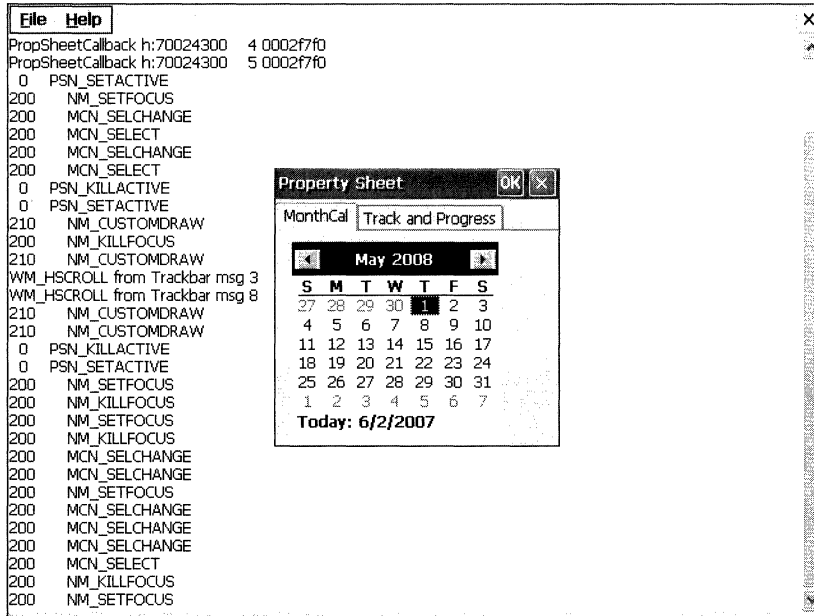 File Help
PropSheetCallback h:70024300 4 0002f7f0
PropSheetCallback h:70024300 5 0002f7f0
0 PSN_SETACTIVE
200 NM_SETFOCUS
200 MCN_SELCHANGE
200 MCN_SELECT
200 MCN_SELCHANGE
200 MCN_SELECT
0 PSN_KILLACTIVE
0 PSN_SETACTIVE
210 NM_CUSTOMDRAW
200 NM_KILLFOCUS
210 NM_CUSTOMDRAW
WM_HSCROLL from Trackbar msg 3
WM_HSCROLL from Trackbar msg 8
210 NM_CUSTOMDRAW
210 NM_CUSTOMDRAW
0 PSN_KILLACTIVE
0 PSN_SETACTIVE
200 NM_SETFOCUS
200 NM_KILLFOCUS
200 NM_SETFOCUS
200 NM_KILLFOCUS
200 MCN_SELCHANGE
200 MCN_SELCHANGE
200 NM_SETFOCUS
200 MCN_SELCHANGE
200 MCN_SELCHANGE
200 MCN_SELCHANGE
200 MCN_SELECT
200 NM_KILLFOCUS
200 NM_SETFOCUS
Property Sheet OK
MonthCal Track and Progress
May 2008
S M T W T F S
27 28 29 30 1 2 3
4 5 6 7 8 9 10
11 12 13 14 15 16 17
18 19 20 21 22 23 24
25 26 27 28 29 30 31
1 2 3 4 5 6 7
Today: 6/2/2007